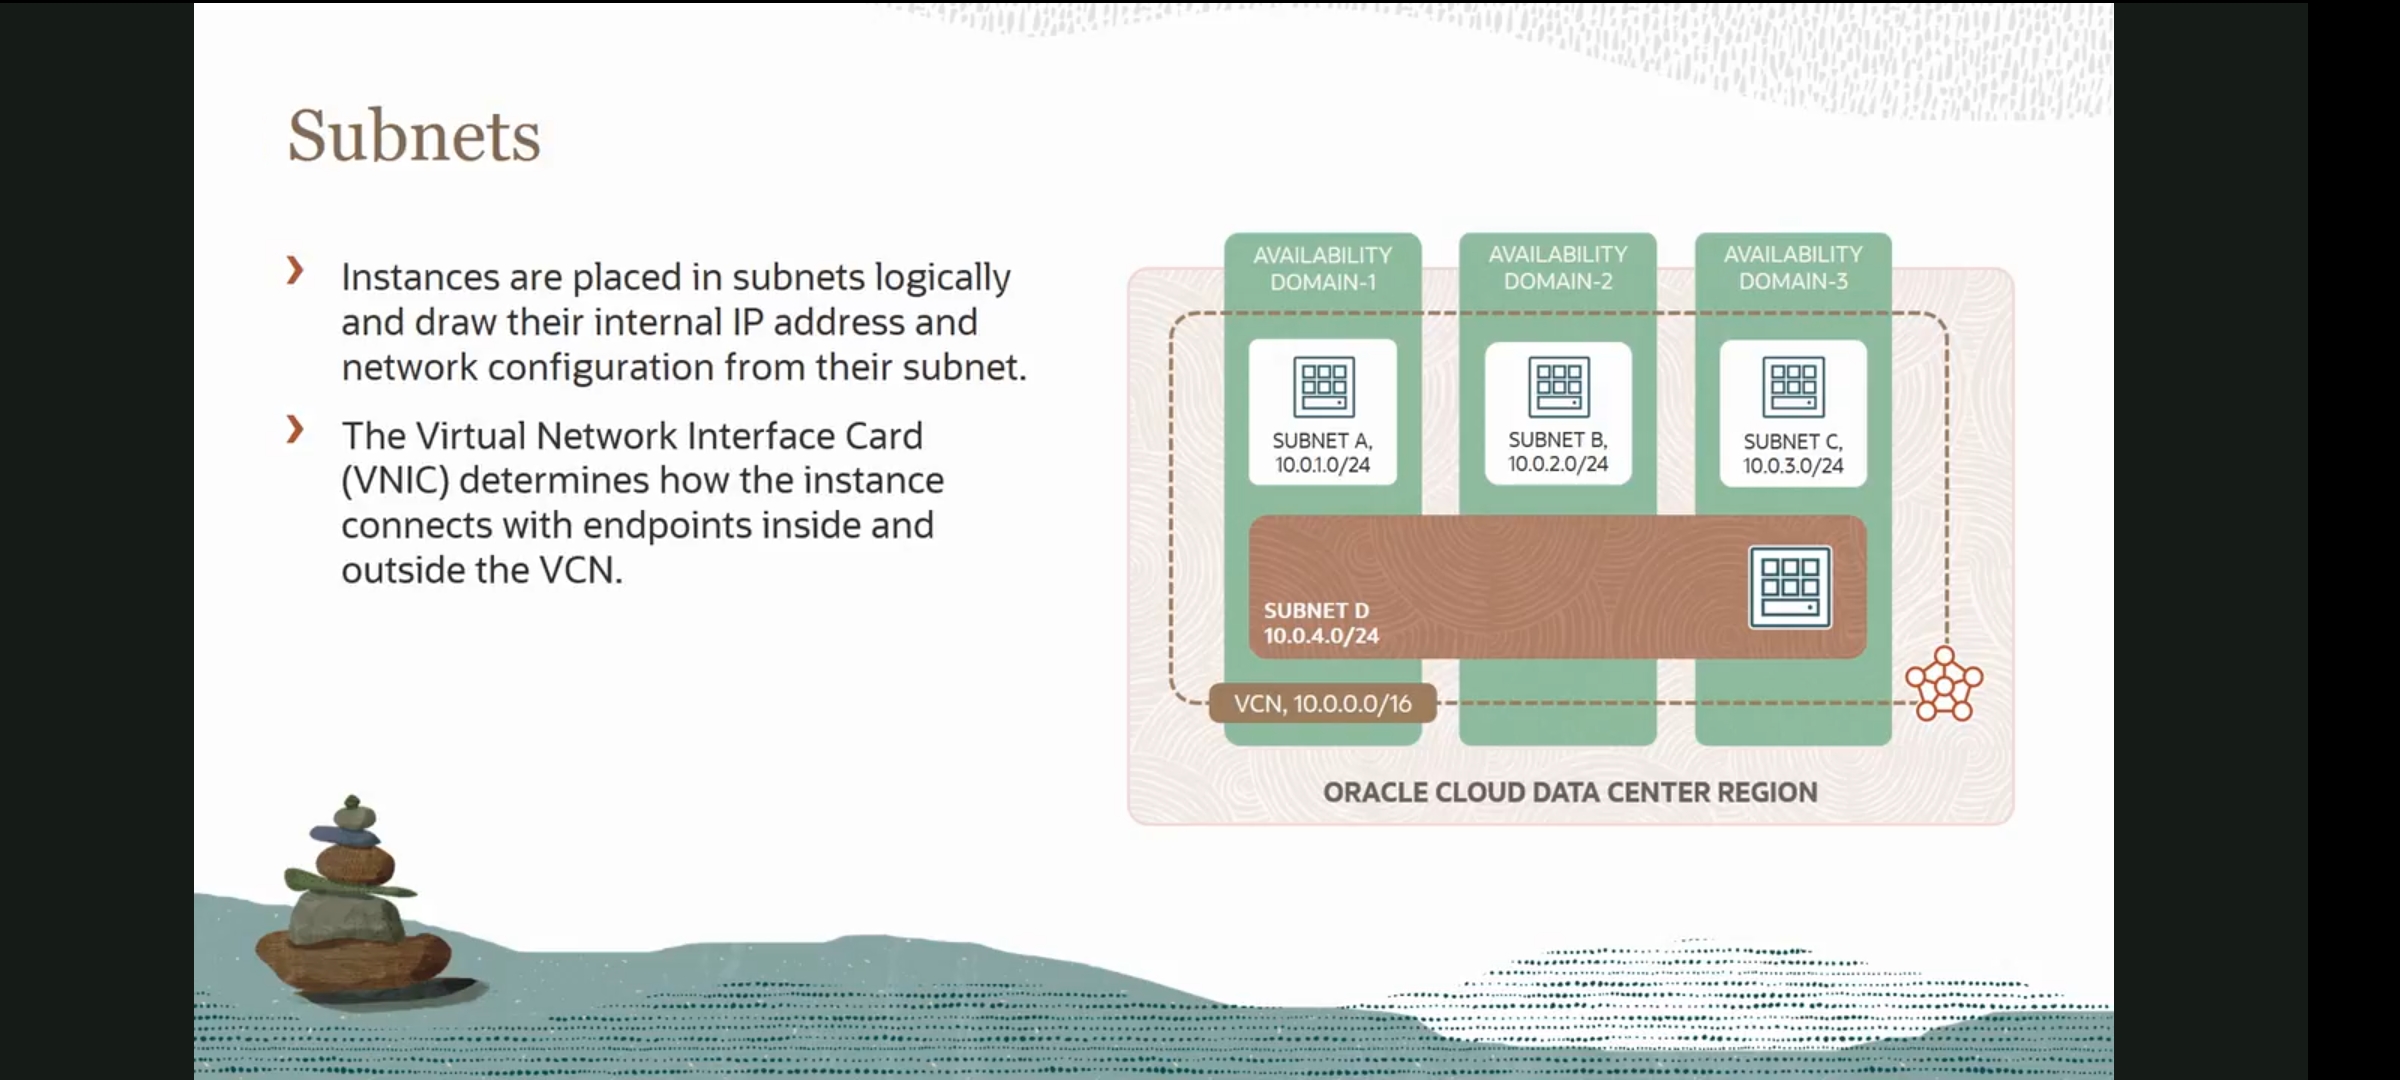 Subnets
Instances are placed in subnets logically
and draw their internal IP address and
network configuration from their subnet.
The Virtual Network Interface Card
(VNIC) determines how the instance
connects with endpoints inside and
outside the VCN.
AVAILABILITY
DOMAIN-1
AVAILABILITY
DOMAIN-2
AVAILABILITY
DOMAIN-3
SUBNET A,
10.0.1.0/24
SUBNET B,
10.0.2.0/24
SUBNET C,
10.0.3.0/24
SUBNET D
10.0.4.0/24
VCN, 10.0.0.0/16
ORACLE CLOUD DATA CENTER REGION